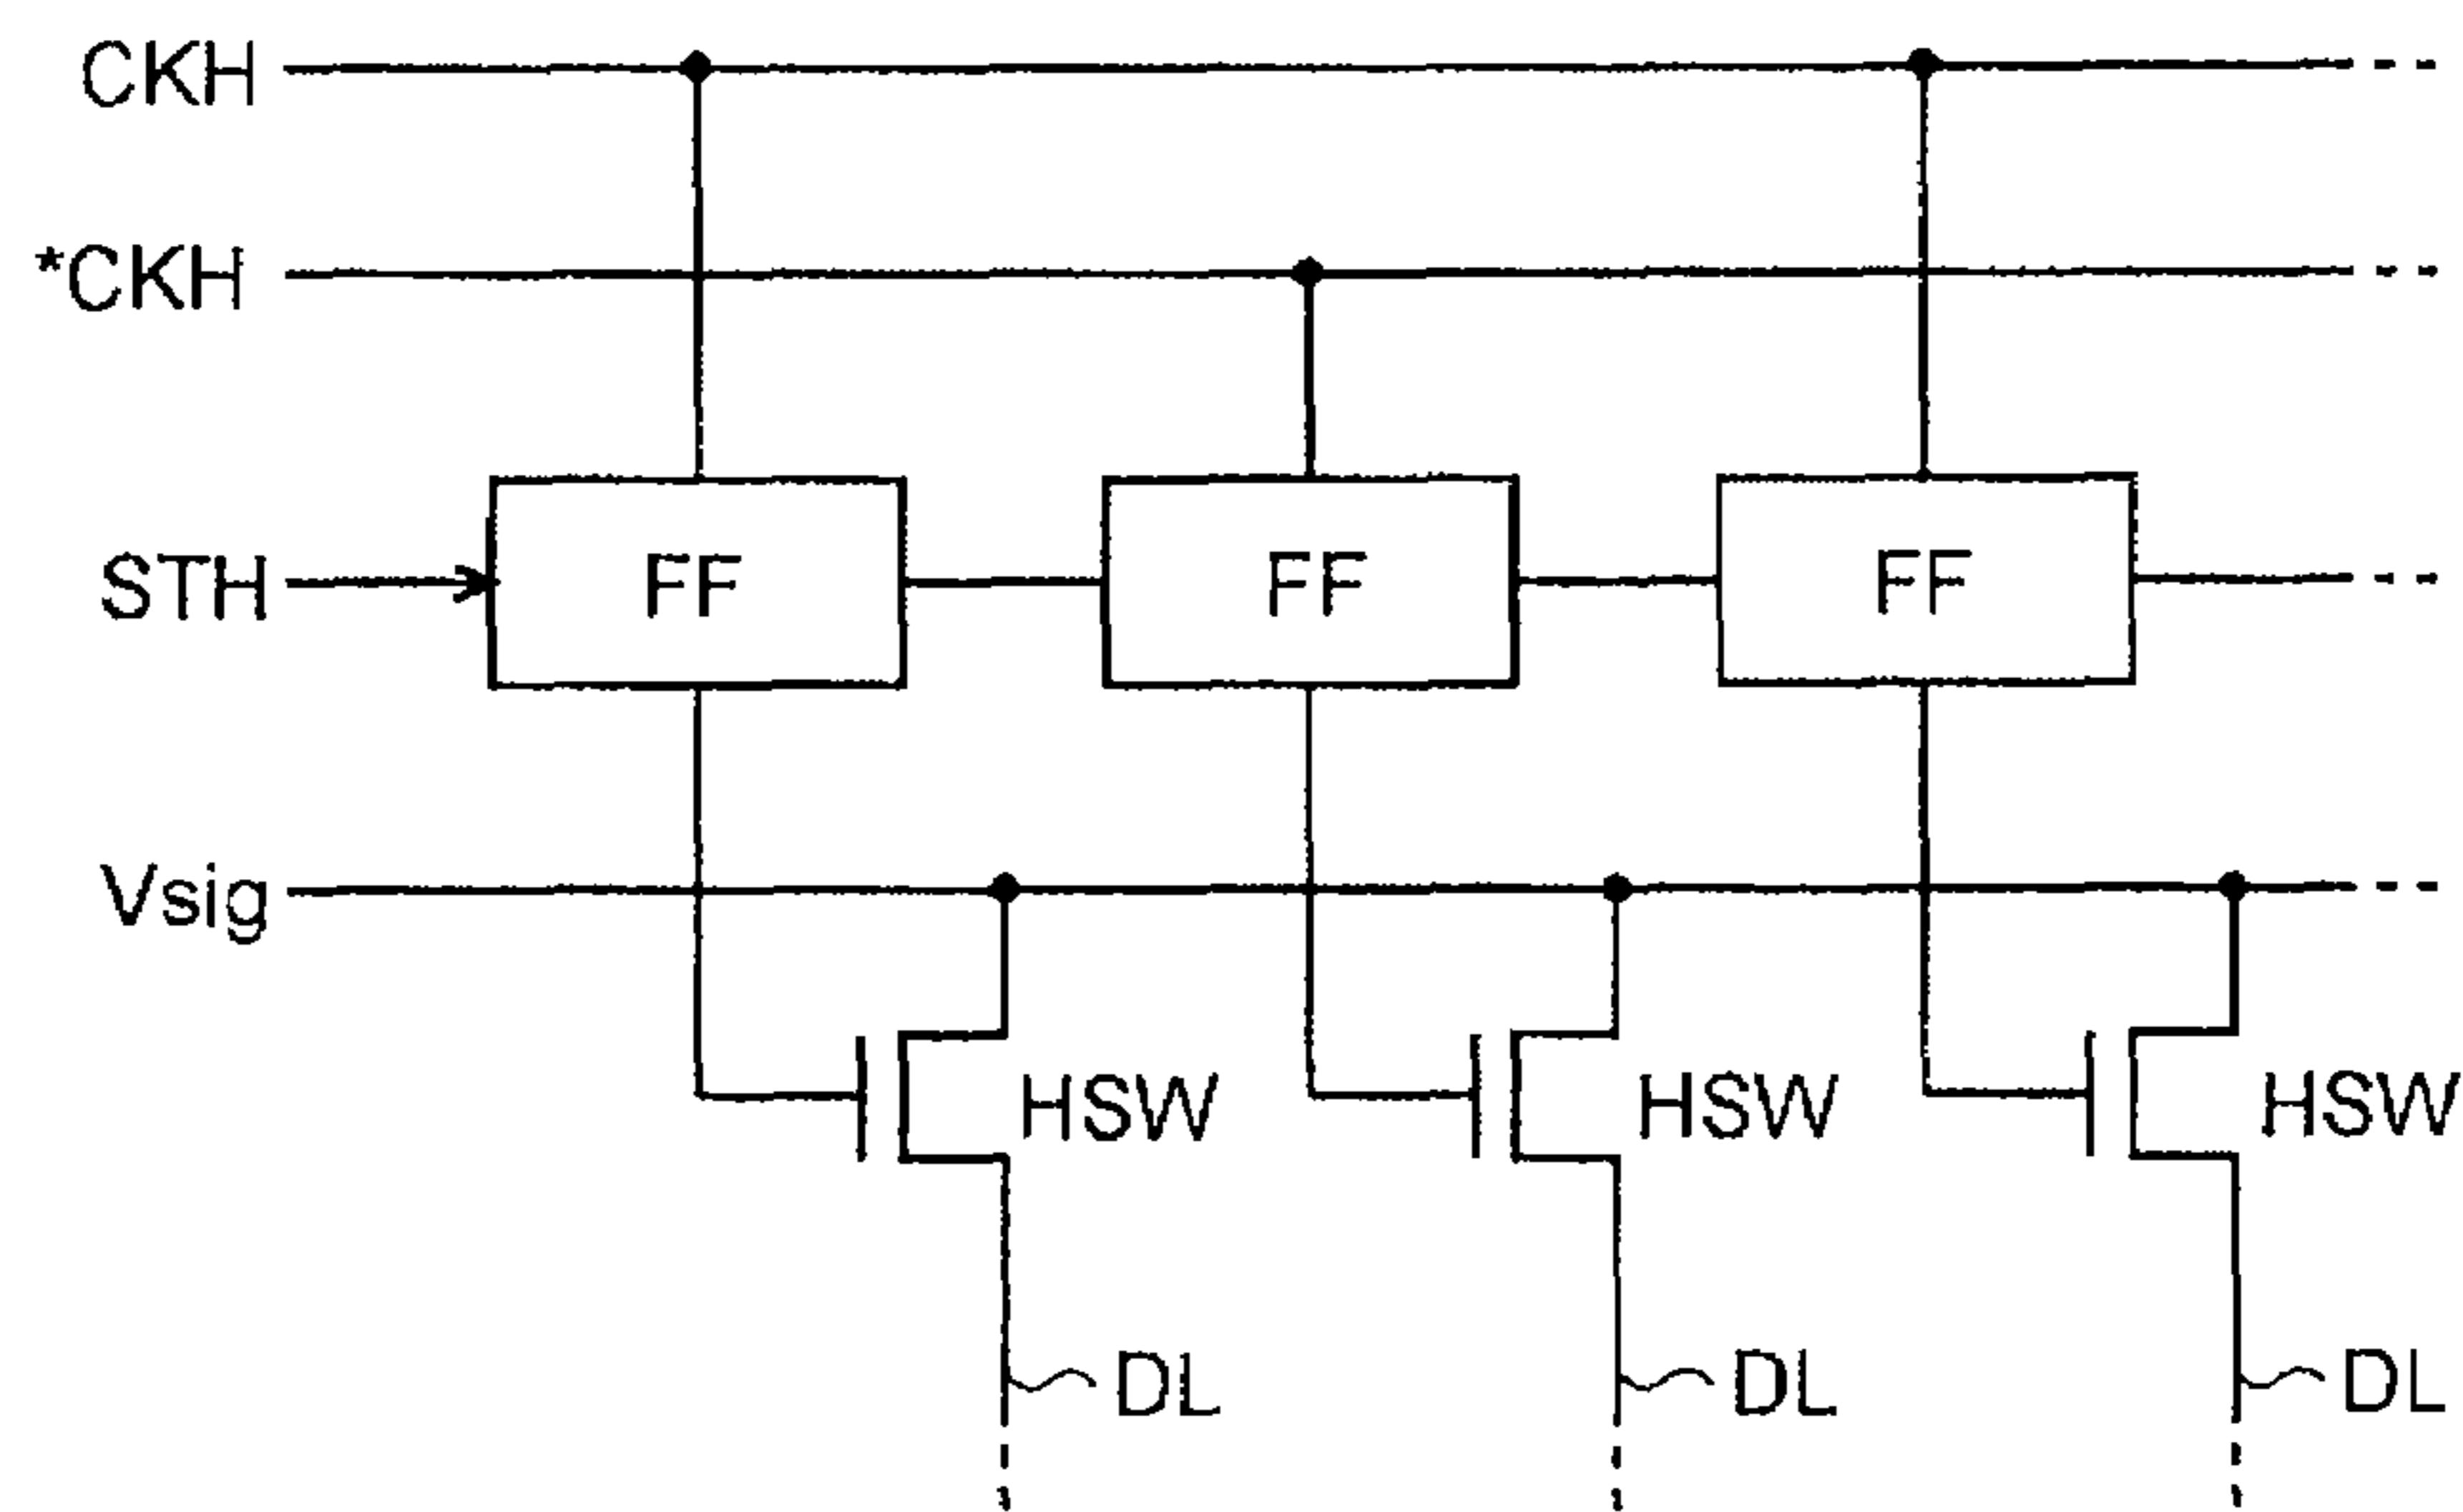 CKH
*CKH
STH FF FF FF
Vsig
HSW HSW HSW
DL DL DL